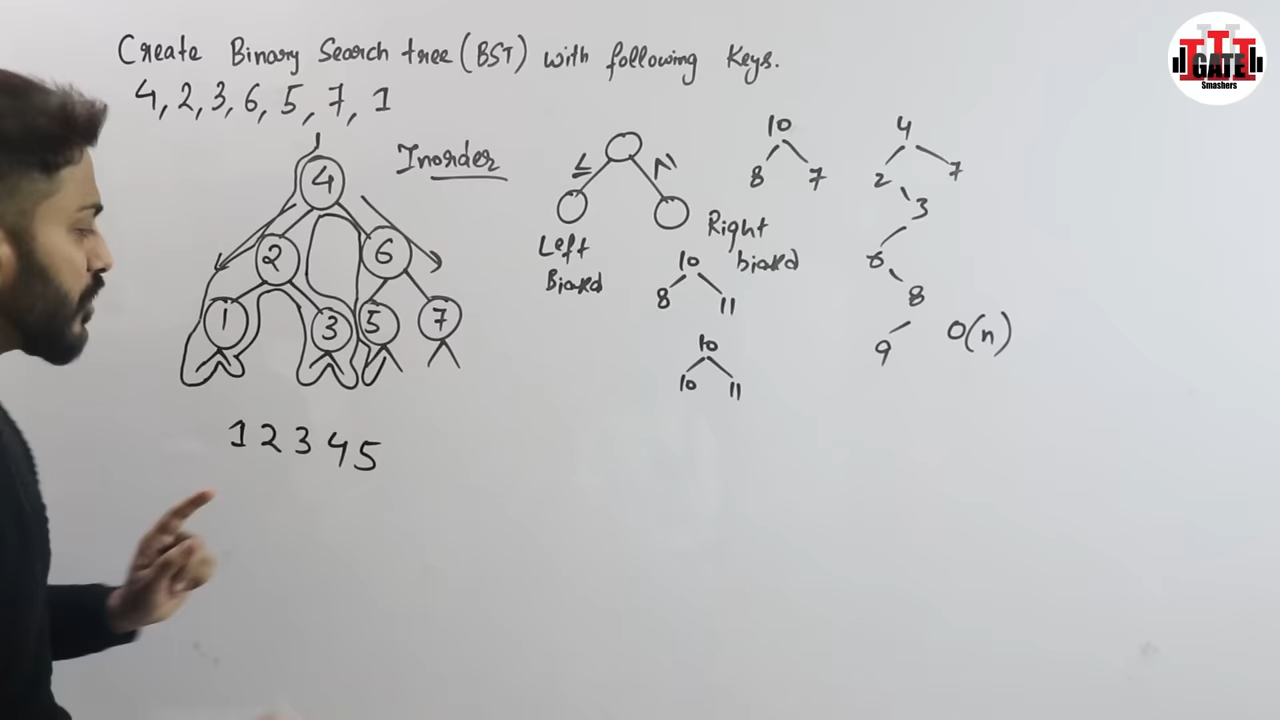 Create Binary Search tree (BST) with following Keys.
4, 2, 3, 6, 5, 7, 1
Inorder
4
2 6
1 3 5 7
1 2 3 4 5
≤ >
Left
Biased
Right
biased
10
8 7
10
8 11
10
10 11
4
2 7
3
6
8
9
O(n)
GATE
Smashers